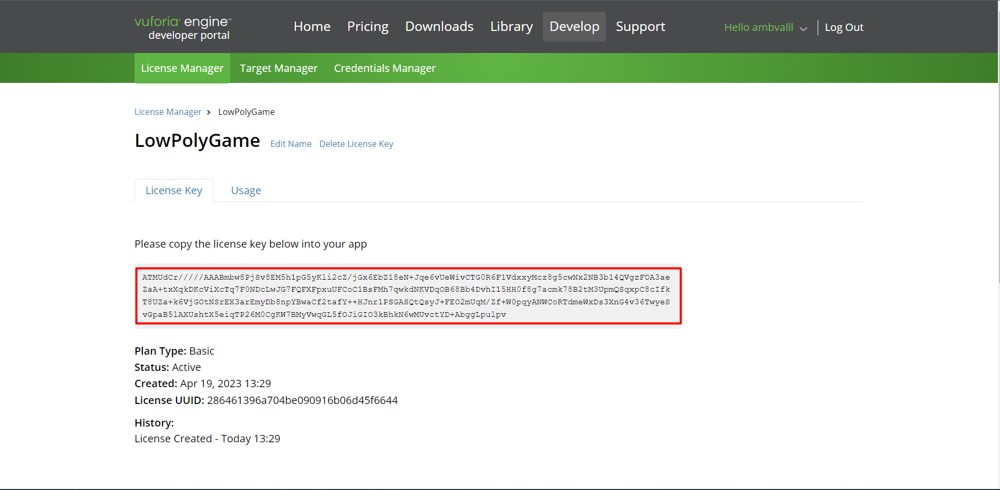 vuforia® engine™
developer portal
Home Pricing Downloads Library Develop Support
Hello ambvalll Log Out
License Manager Target Manager Credentials Manager
License Manager > LowPolyGame
LowPolyGame Edit Name Delete License Key
License Key Usage
Please copy the license key below into your app
ATMUdCr/////AAABmbw8PjSv8EM5h1pG5yKli2cZ/jGx6EbZ18eN+Jqe6vUeWivCTG0R6F1VdxxyMcz8g5cwNx2NB3b14QVgzFOA3ae
ZaA+txXqkDKcViXcTq7F0NDcLwJG7FQFXFpxuUFCoC1BsFMh7qwkdNKVDqOB68Bb4DvhI15HH0f8g7acmk78B2tM3UpmQSqxpC8cIfk
T8UZa+k6VjGOtNSrEX3arEmyDb8npYBwaCf2tafY++HJnr1PSGASQtQsyJ+FEO2mUqM/Zf+W0pqyANWCoRTdmeWxDs3XnG4v36TwyeS
vGpaB5lAXUshtX5eiqTP26M0CgKW7BMyVwqGL5fOJiGIO3kBhkN6wMUvctYD+AbggLpulpv
Plan Type: Basic
Status: Active
Created: Apr 19, 2023 13:29
License UUID: 286461396a704be090916b06d45f6644
History:
License Created - Today 13:29